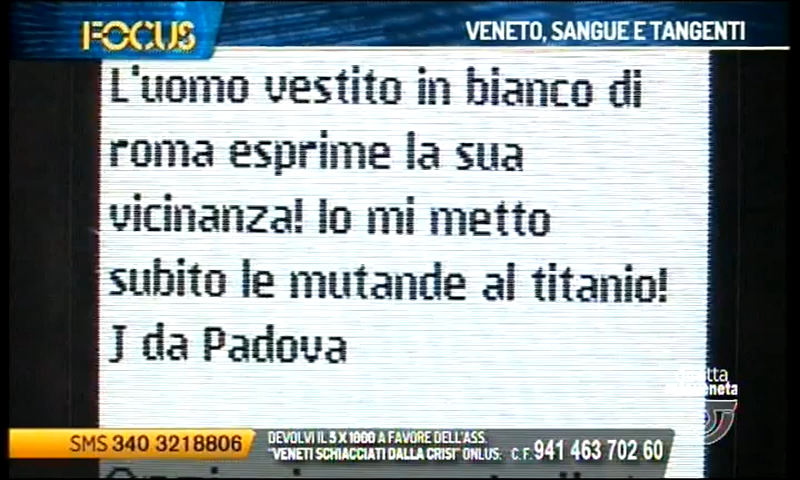 FOCUS
VENETO, SANGUE E TANGENTI
L'uomo vestito in bianco di
roma esprime la sua
vicinanza! Io mi metto
subito le mutande al titanio!
J da Padova
SMS 340 3218806
DEVOLVI IL 5 X 1000 A FAVORE DELL'ASS.
"VENETI SCHIACCIATI DALLA CRISI" ONLUS: C.F. 941 463 702 60